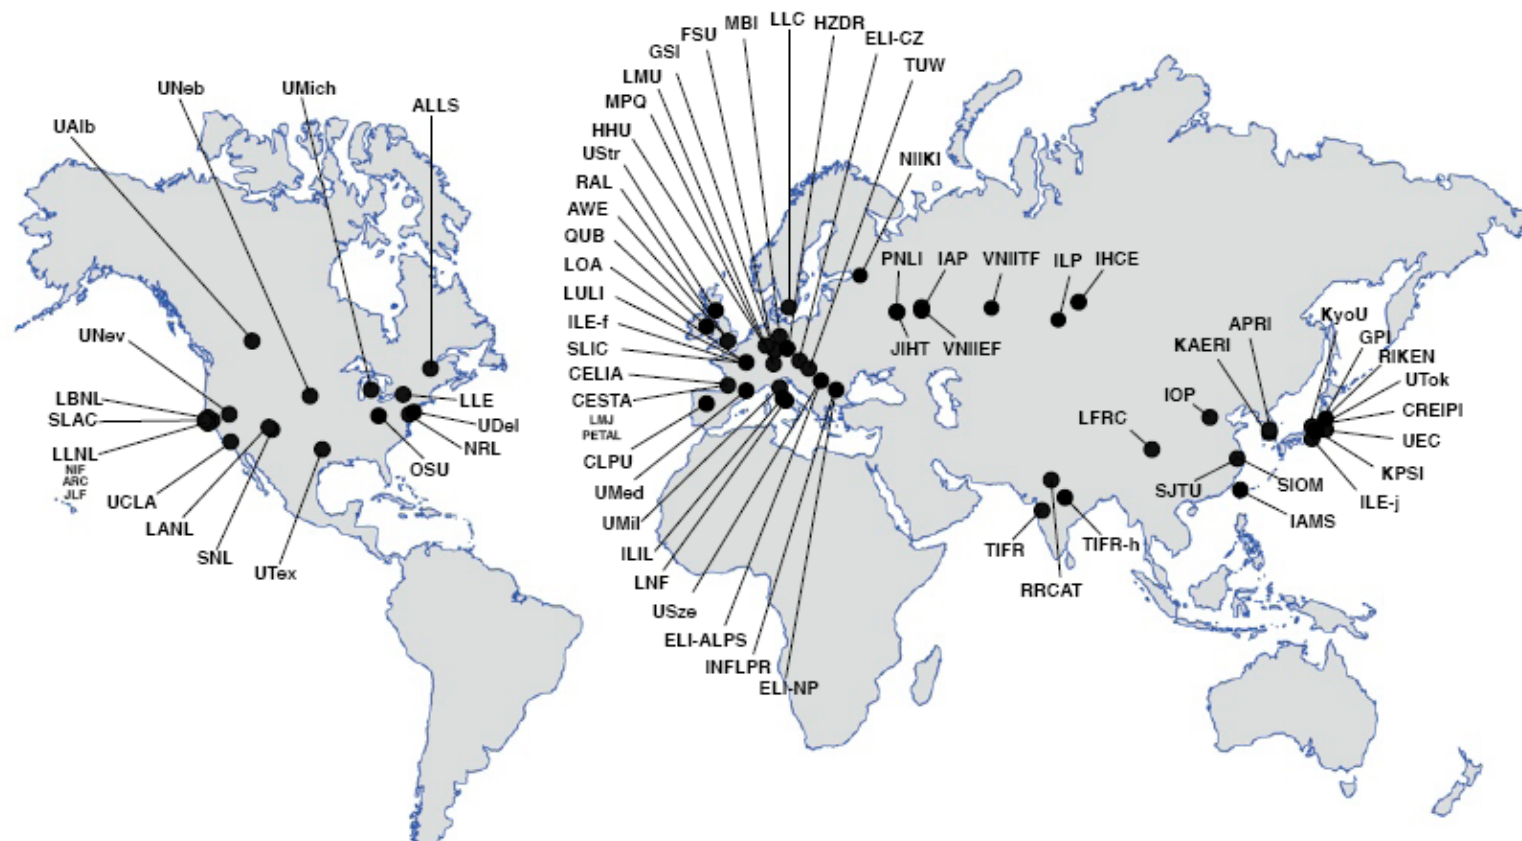 UNeb
UMich
ALLS
UAlb
UNev
LBNL
SLAC
LLNL
NIF
ARC
JLF
UCLA
LANL
SNL
UTex
OSU
NRL
UDel
LLE
LLC
HZDR
MBI
FSU
ELI-CZ
GSI
TUW
LMU
MPQ
HHU
UStr
NIIKI
RAL
AWE
QUB
LOA
LULI
ILE-f
SLIC
CELIA
CESTA
LMJ
PETAL
CLPU
UMed
UMil
ILIL
LNF
USze
ELI-ALPS
INFLPR
ELI-NP
PNLI
IAP
VNIITF
ILP
IHCE
JIHT
VNIIEF
KyoU
APRI
GPI
KAERI
RIKEN
UTok
IOP
CREIPI
LFRC
UEC
KPSI
SJTU
SIOM
ILE-j
IAMS
TIFR
TIFR-h
RRCAT